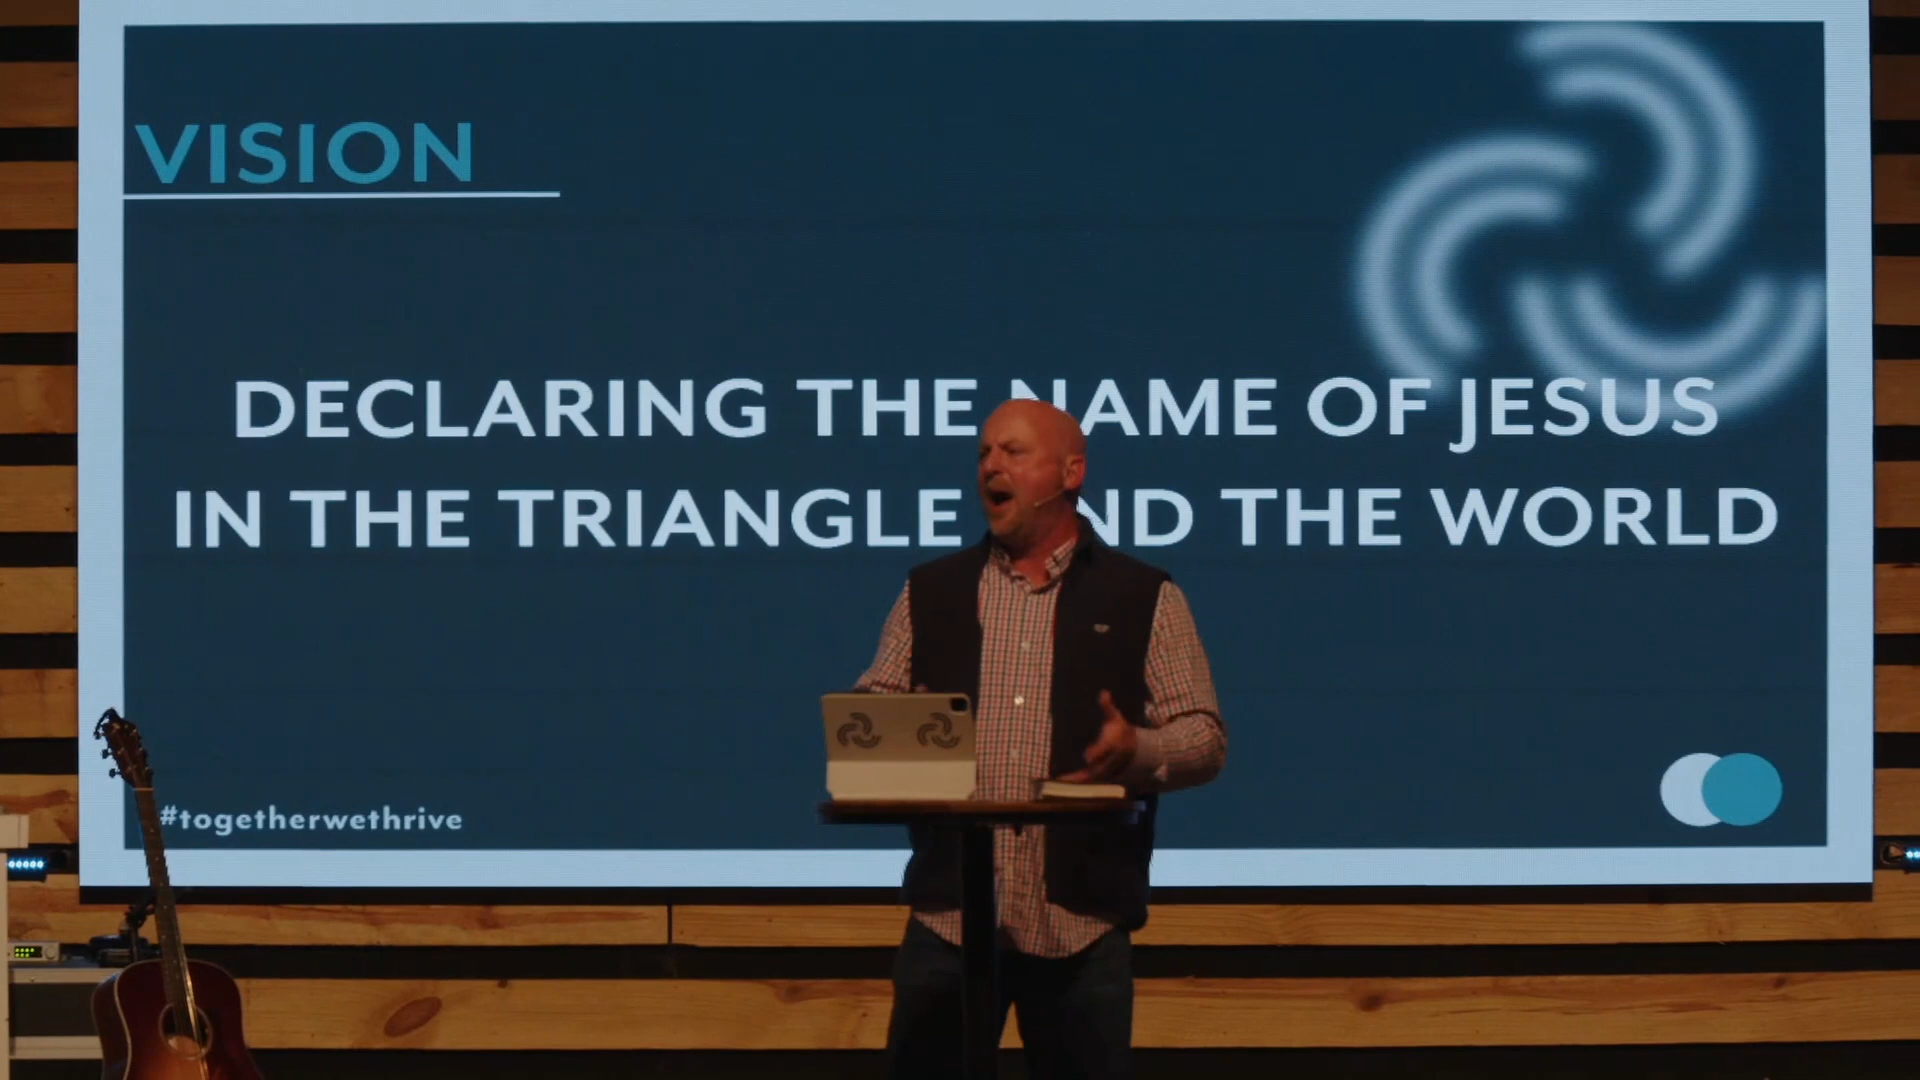 VISION
DECLARING THE NAME OF JESUS
IN THE TRIANGLE AND THE WORLD
#togetherwethrive